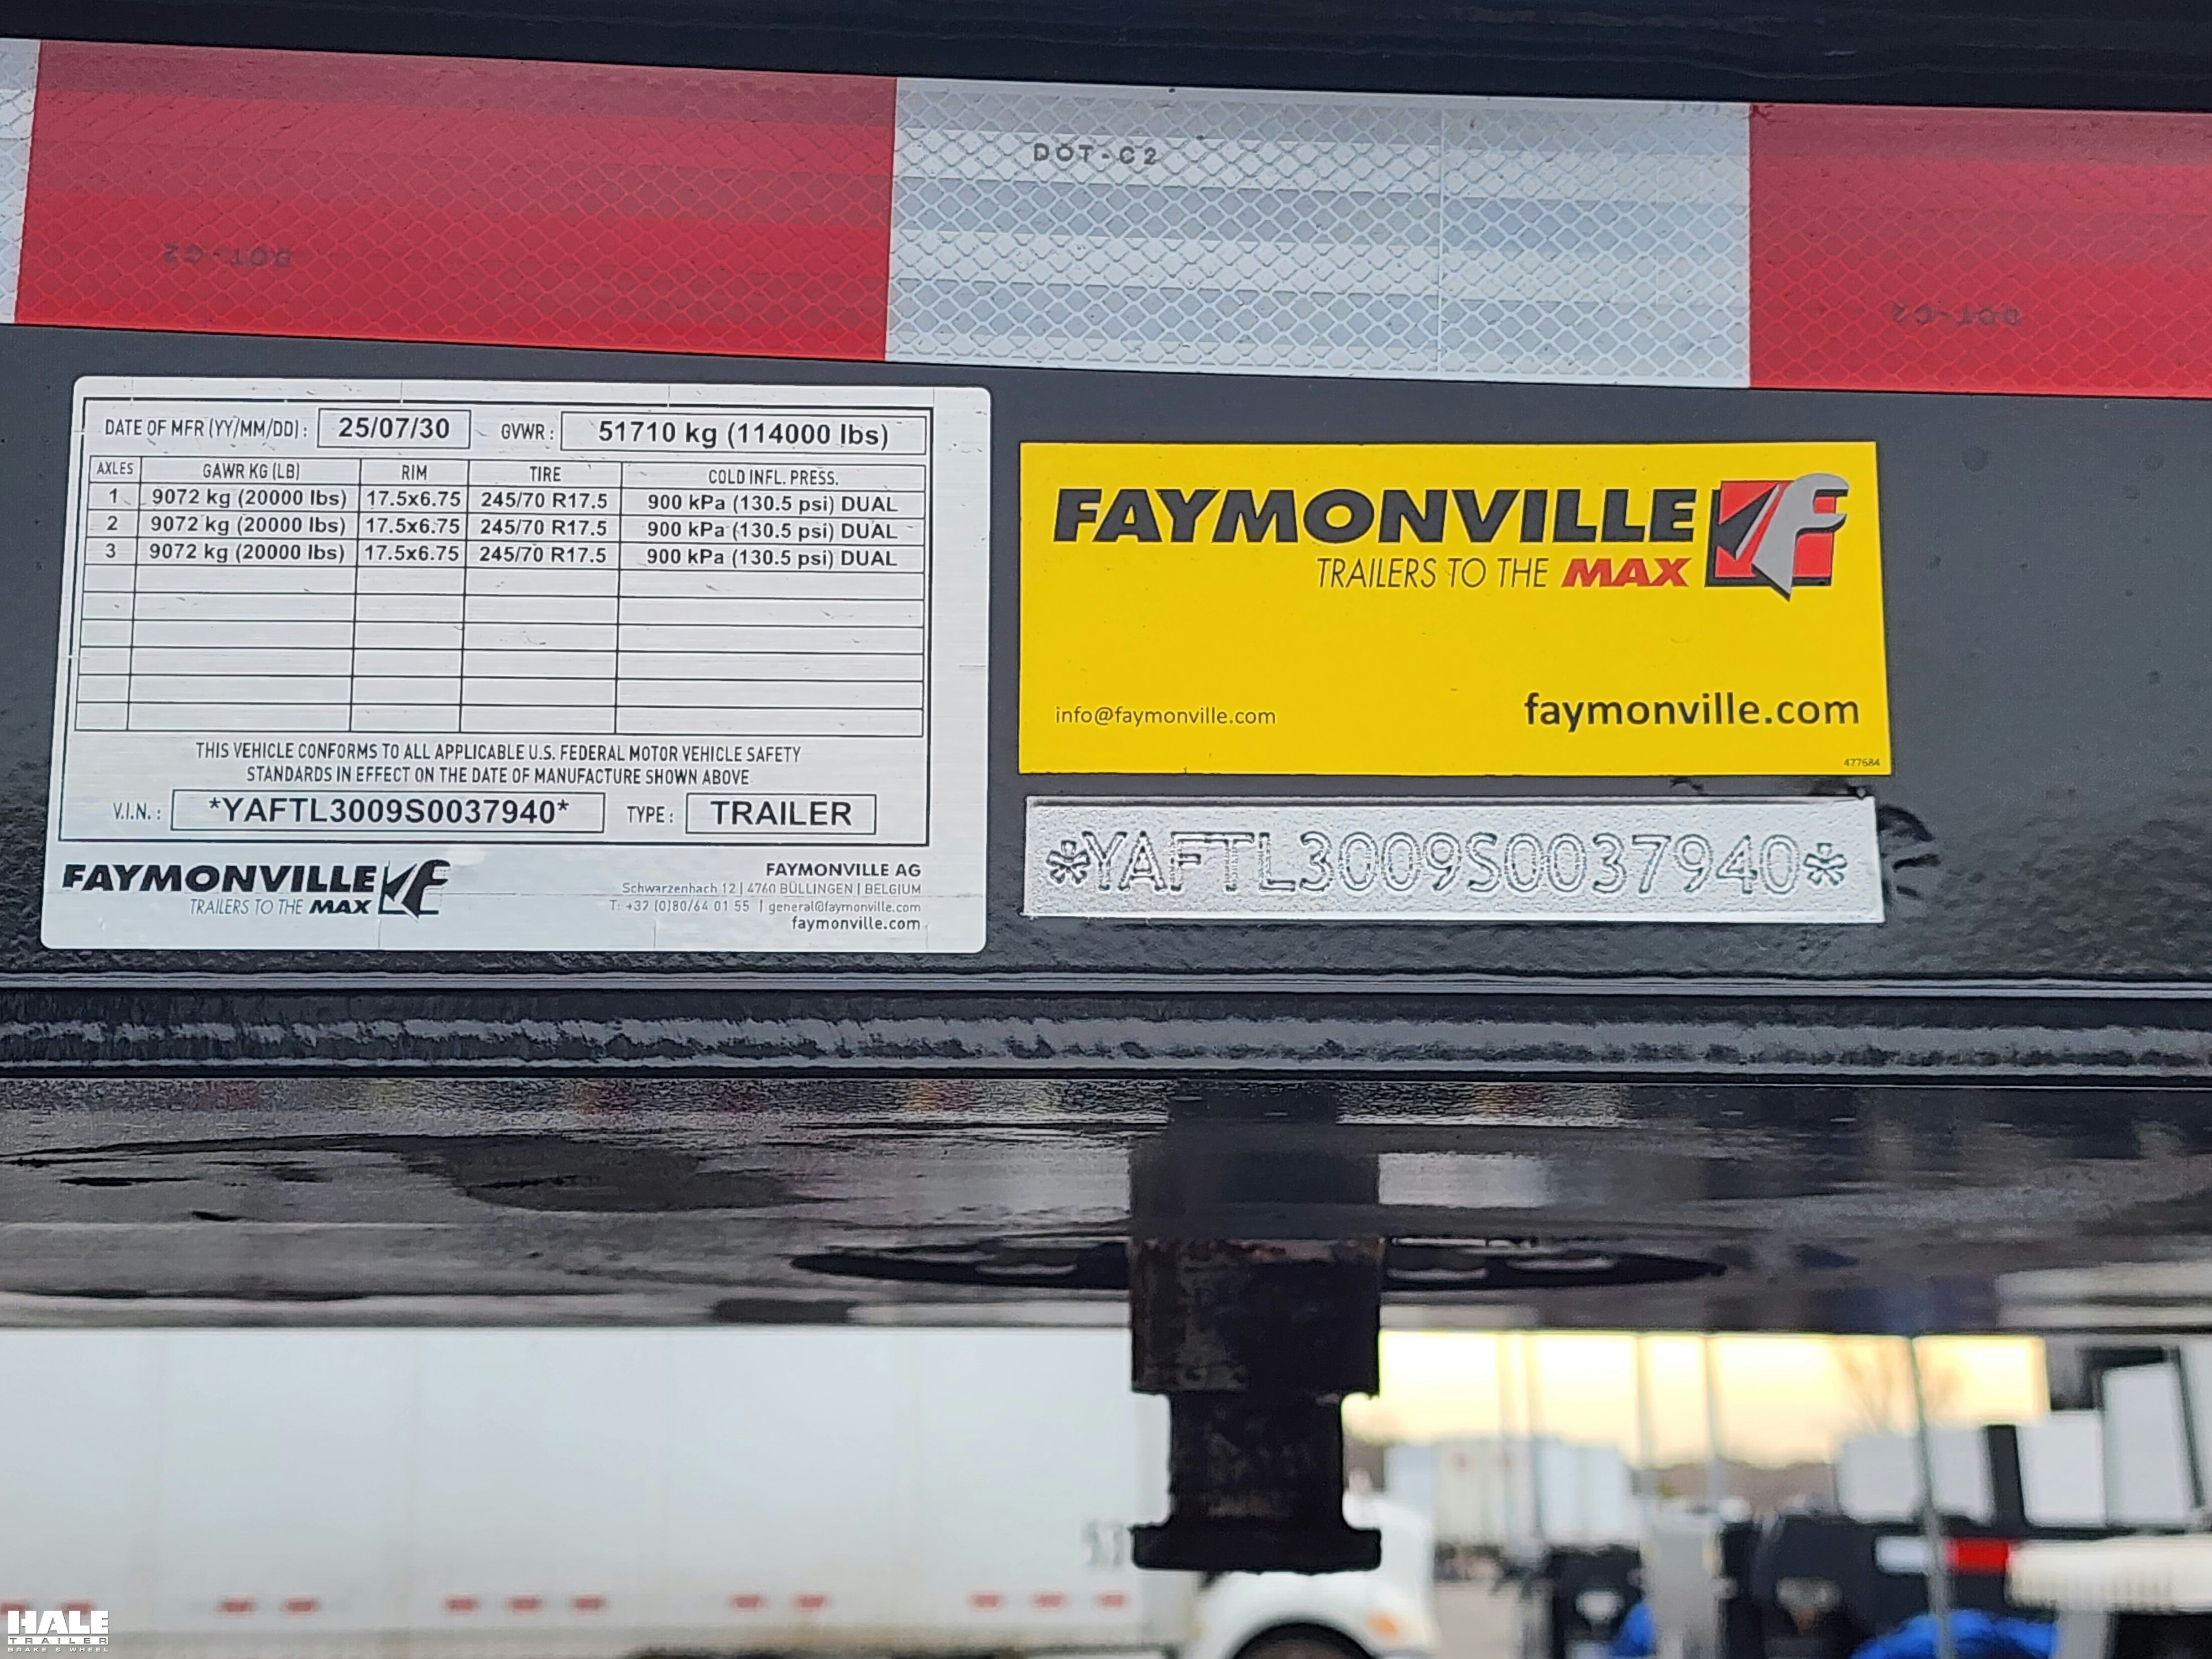 DOT-C2
DOT-C2
DOT-C2
DATE OF MFR (YY/MM/DD): 25/07/30 GVWR: 51710 kg (114000 lbs)
AXLES GAWR KG (LB) RIM TIRE COLD INFL. PRESS.
1 9072 kg (20000 lbs) 17.5x6.75 245/70 R17.5 900 kPa (130.5 psi) DUAL
2 9072 kg (20000 lbs) 17.5x6.75 245/70 R17.5 900 kPa (130.5 psi) DUAL
3 9072 kg (20000 lbs) 17.5x6.75 245/70 R17.5 900 kPa (130.5 psi) DUAL
THIS VEHICLE CONFORMS TO ALL APPLICABLE U.S. FEDERAL MOTOR VEHICLE SAFETY
STANDARDS IN EFFECT ON THE DATE OF MANUFACTURE SHOWN ABOVE
V.I.N.: *YAFTL3009S0037940* TYPE: TRAILER
FAYMONVILLE
TRAILERS TO THE MAX
FAYMONVILLE AG
Schwarzenbach 12 | 4760 BÜLLINGEN | BELGIUM
T: +32 (0)80/64 01 55 | general@faymonville.com
faymonville.com
FAYMONVILLE
TRAILERS TO THE MAX
info@faymonville.com faymonville.com
477684
*YAFTL3009S0037940*
53
HALE
TRAILER
BRAKE & WHEEL